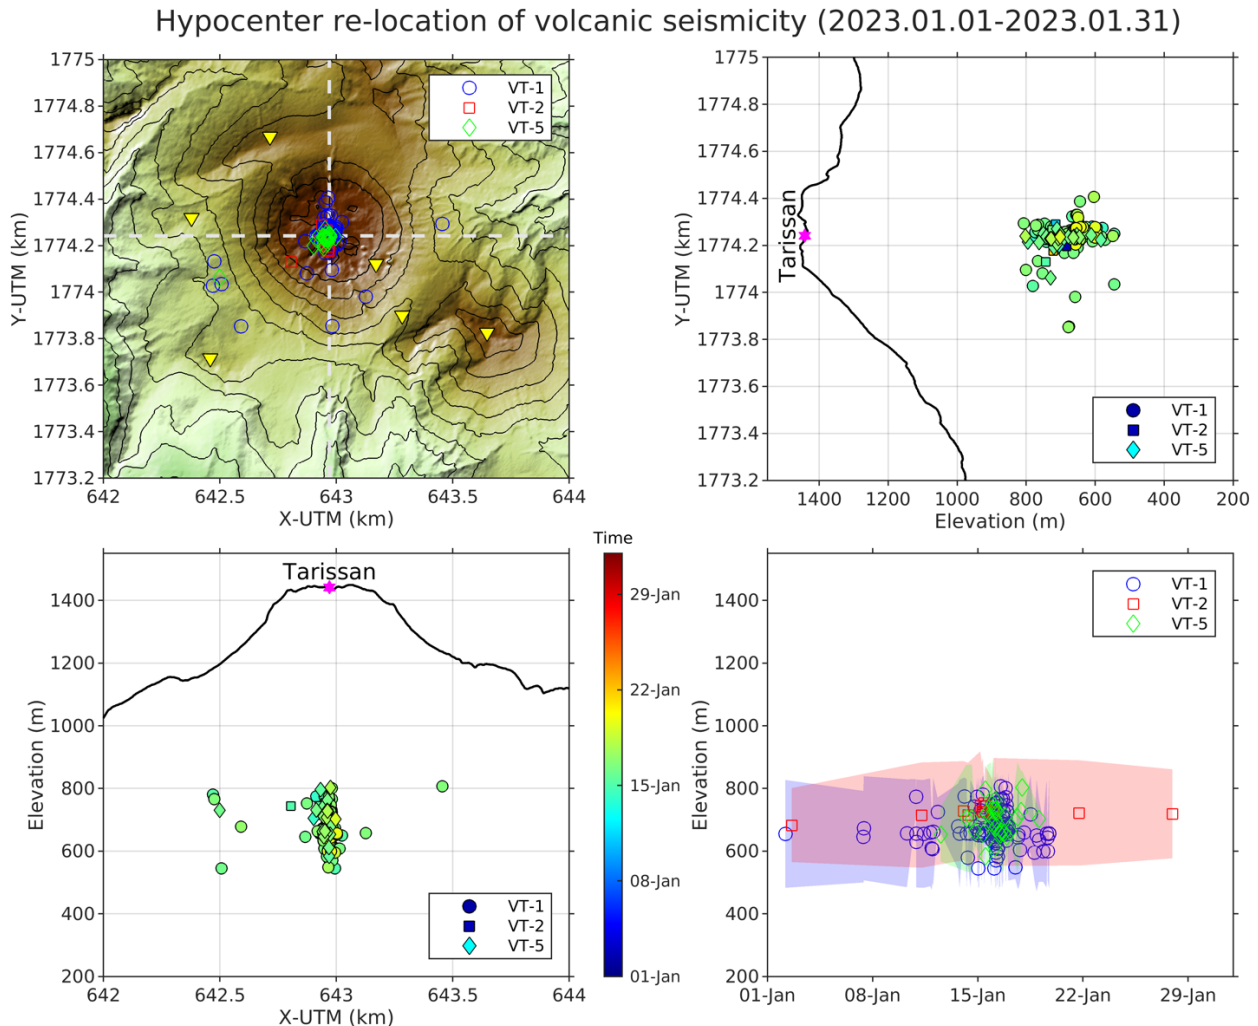 Hypocenter re-location of volcanic seismicity (2023.01.01-2023.01.31)
1775
1774.8
1774.6
1774.4
1774.2
1774
1773.8
1773.6
1773.4
1773.2
Y-UTM (km)
642
642.5
643
643.5
644
X-UTM (km)
VT-1
VT-2
VT-5
1775
1774.8
1774.6
1774.4
1774.2
1774
1773.8
1773.6
1773.4
1773.2
Y-UTM (km)
Tarissan
1400
1200
1000
800
600
400
200
Elevation (m)
VT-1
VT-2
VT-5
1400
1200
1000
800
600
400
200
Elevation (m)
Tarissan
642
642.5
643
643.5
644
X-UTM (km)
VT-1
VT-2
VT-5
Time
29-Jan
22-Jan
15-Jan
08-Jan
01-Jan
1400
1200
1000
800
600
400
200
Elevation (m)
01-Jan
08-Jan
15-Jan
22-Jan
29-Jan
VT-1
VT-2
VT-5